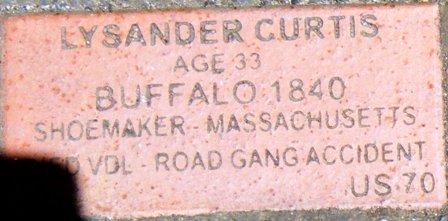 LYSANDER CURTIS
AGE 33
BUFFALO 1840
SHOEMAKER - MASSACHUSETTS
VDL - ROAD GANG ACCIDENT
US 70